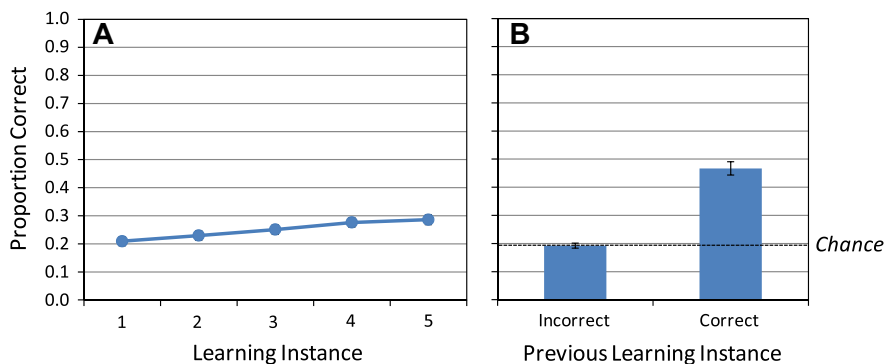 A
B
Proportion Correct
1.0
0.9
0.8
0.7
0.6
0.5
0.4
0.3
0.2
0.1
0.0
1 2 3 4 5
Learning Instance
Chance
Incorrect Correct
Previous Learning Instance